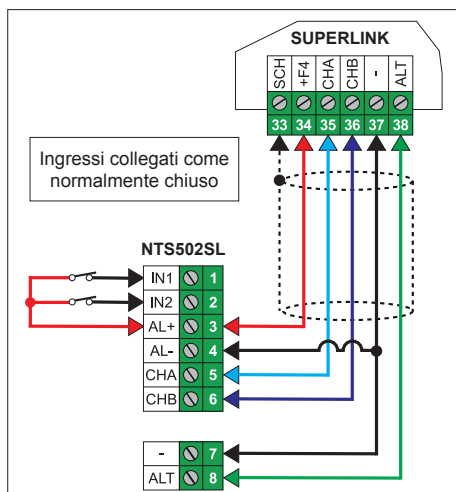 SUPERLINK
SCH +F4 CHA CHB - ALT
33 34 35 36 37 38
Ingressi collegati come
normalmente chiuso
NTS502SL
IN1 1
IN2 2
AL+ 3
AL- 4
CHA 5
CHB 6
- 7
ALT 8